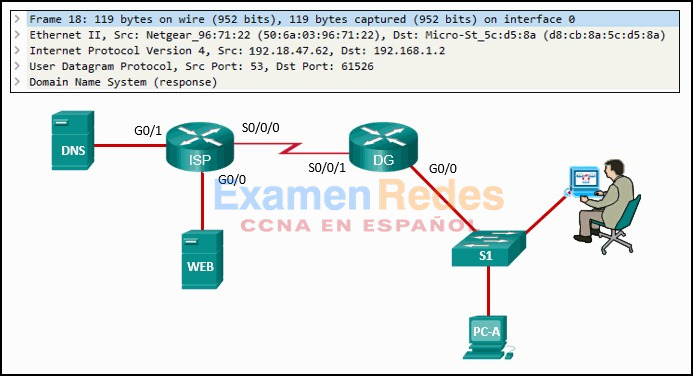 Frame 18: 119 bytes on wire (952 bits), 119 bytes captured (952 bits) on interface 0
Ethernet II, Src: Netgear_96:71:22 (50:6a:03:96:71:22), Dst: Micro-St_5c:d5:8a (d8:cb:8a:5c:d5:8a)
Internet Protocol Version 4, Src: 192.18.47.62, Dst: 192.168.1.2
User Datagram Protocol, Src Port: 53, Dst Port: 61526
Domain Name System (response)
DNS
G0/1
ISP
S0/0/0
S0/0/1
DG
G0/0
G0/0
ExamenRedes
CCNA EN ESPAÑOL
WEB
S1
PC-A